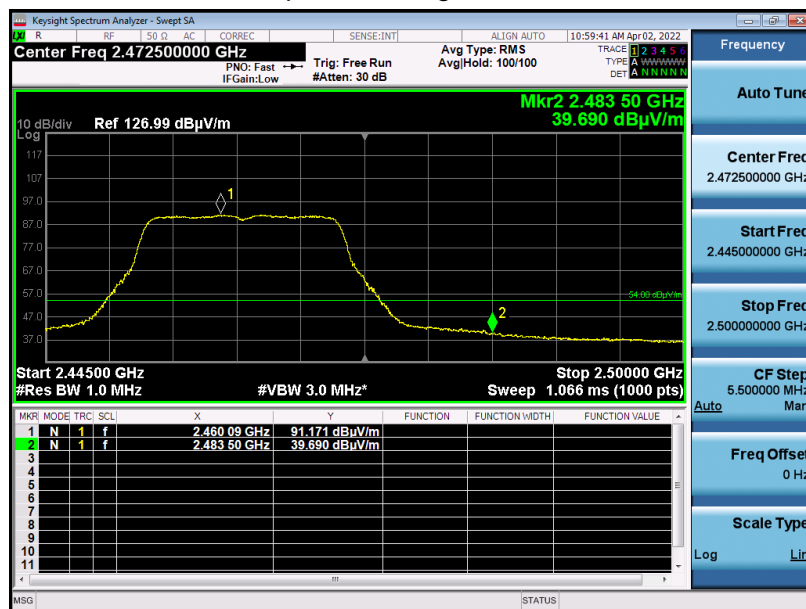 Keysight Spectrum Analyzer - Swept SA
LXI R RF 50 Ω AC CORREC SENSE:INT ALIGN AUTO 10:59:41 AM Apr 02, 2022
Center Freq 2.472500000 GHz
PNO: Fast
IFGain:Low
Trig: Free Run
#Atten: 30 dB
Avg Type: RMS
Avg|Hold: 100/100
TRACE 1 2 3 4 5 6
TYPE A WWWWW
DET A N N N N N
Mkr2 2.483 50 GHz
39.690 dBµV/m
10 dB/div Ref 126.99 dBµV/m
Log
117
107
97.0
87.0
77.0
67.0
57.0
47.0
37.0
1
2
54.00 dBµV/m
Start 2.44500 GHz Stop 2.50000 GHz
#Res BW 1.0 MHz #VBW 3.0 MHz* Sweep 1.066 ms (1000 pts)
MKR MODE TRC SCL X Y FUNCTION FUNCTION WIDTH FUNCTION VALUE
1 N 1 f 2.460 09 GHz 91.171 dBµV/m
2 N 1 f 2.483 50 GHz 39.690 dBµV/m
3
4
5
6
7
8
9
10
11
MSG STATUS
Frequency
Auto Tune
Center Freq
2.472500000 GHz
Start Freq
2.445000000 GHz
Stop Freq
2.500000000 GHz
CF Step
5.500000 MHz
Auto Man
Freq Offset
0 Hz
Scale Type
Log Lin